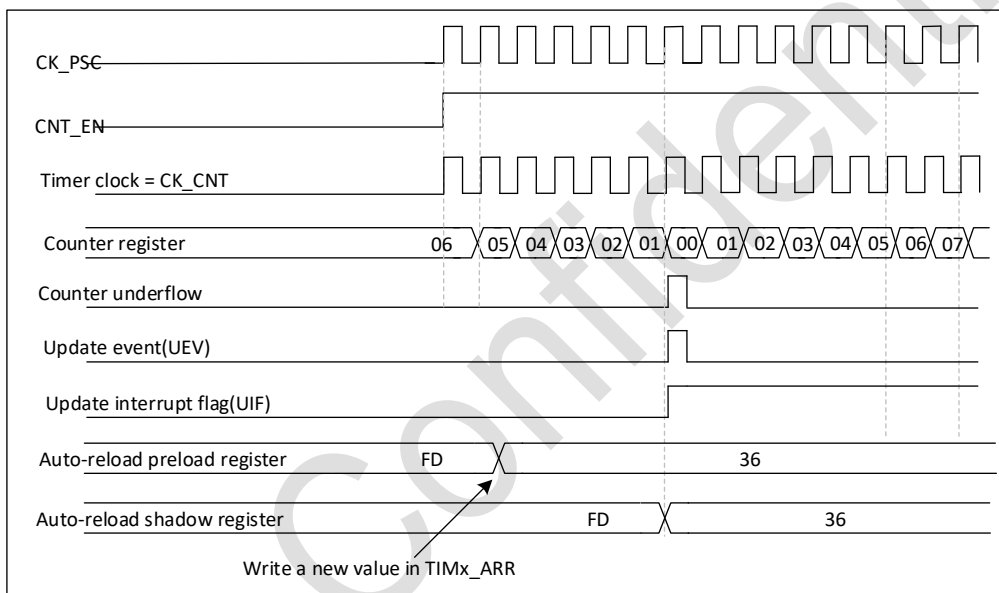 CK_PSC
CNT_EN
Timer clock = CK_CNT
Counter register 06 05 04 03 02 01 00 01 02 03 04 05 06 07
Counter underflow
Update event(UEV)
Update interrupt flag(UIF)
Auto-reload preload register FD 36
Auto-reload shadow register FD 36
Write a new value in TIMx_ARR
Confidenti